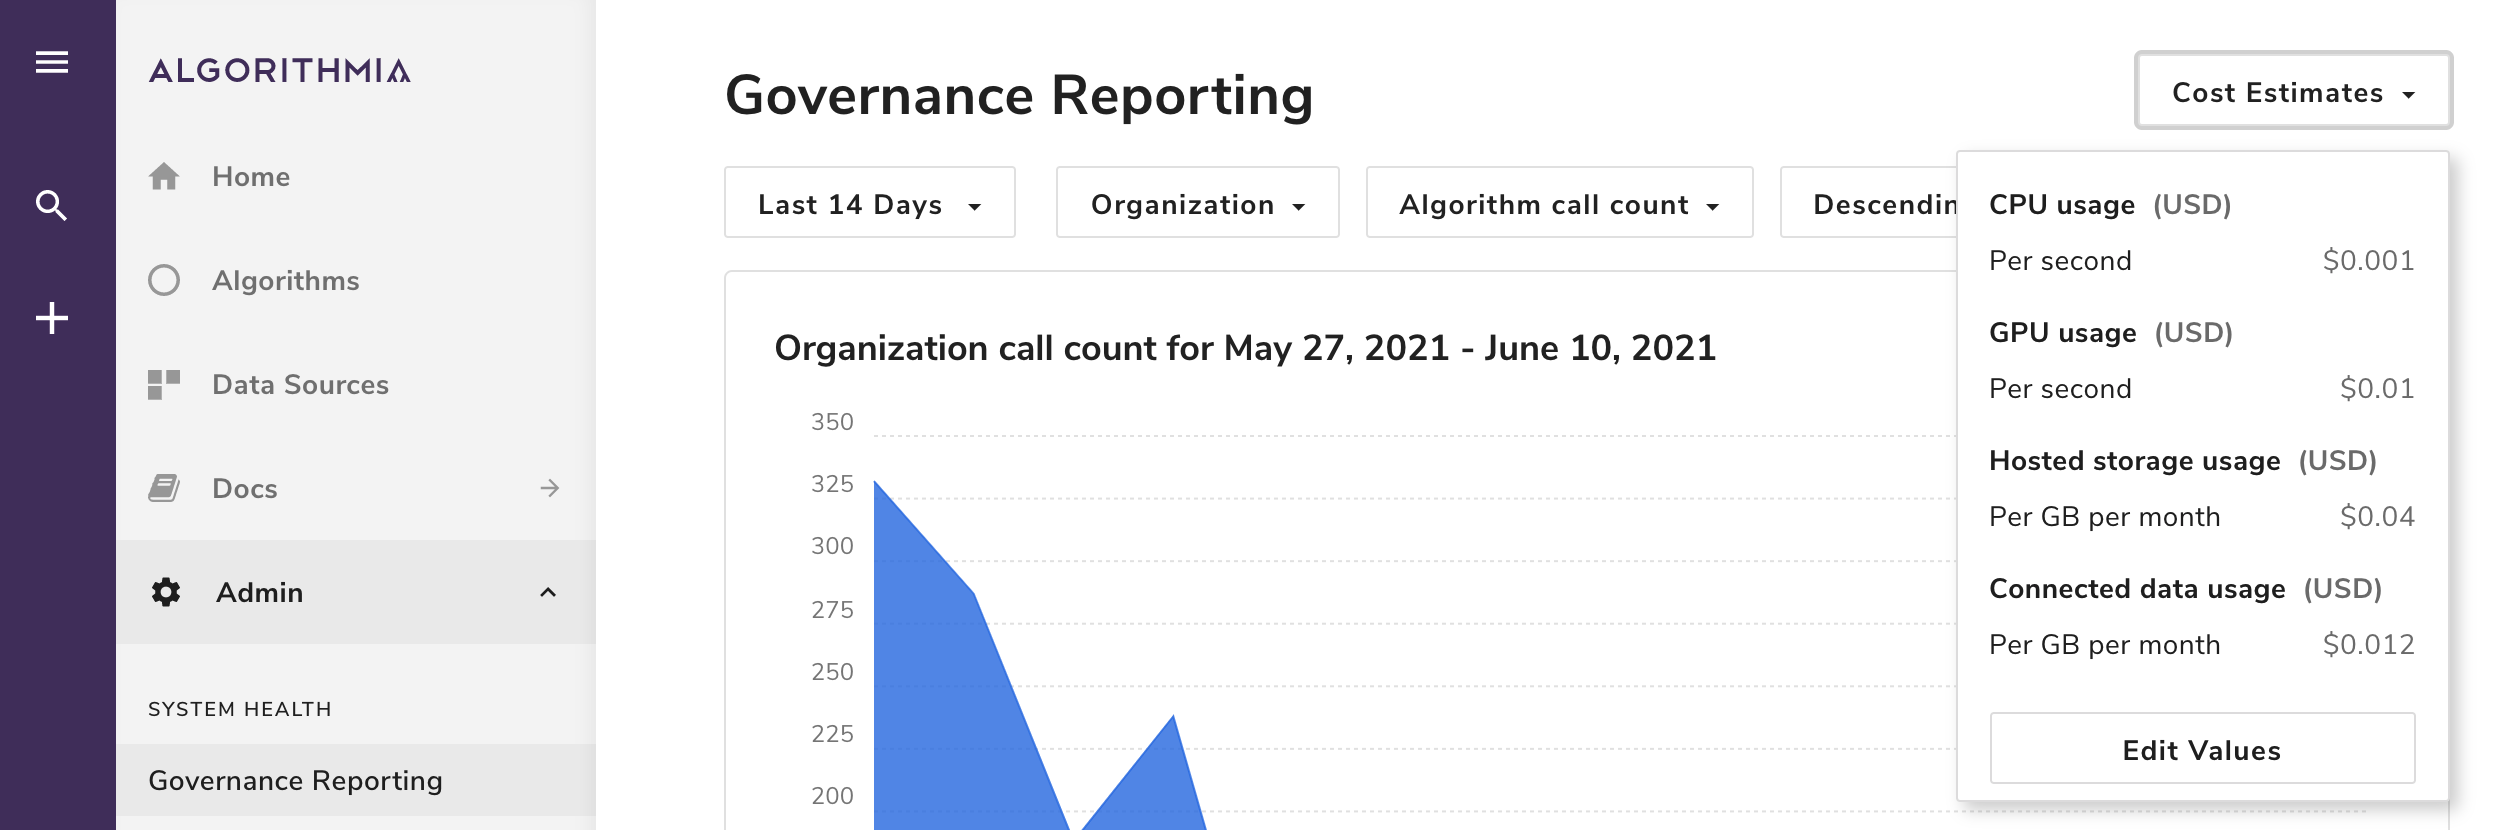 ALGORITHMIA
Home
Algorithms
Data Sources
Docs
Admin
SYSTEM HEALTH
Governance Reporting
Governance Reporting
Cost Estimates
Last 14 Days
Organization
Algorithm call count
Descendin
Organization call count for May 27, 2021 - June 10, 2021
350
325
300
275
250
225
200
CPU usage (USD)
Per second $0.001
GPU usage (USD)
Per second $0.01
Hosted storage usage (USD)
Per GB per month $0.04
Connected data usage (USD)
Per GB per month $0.012
Edit Values